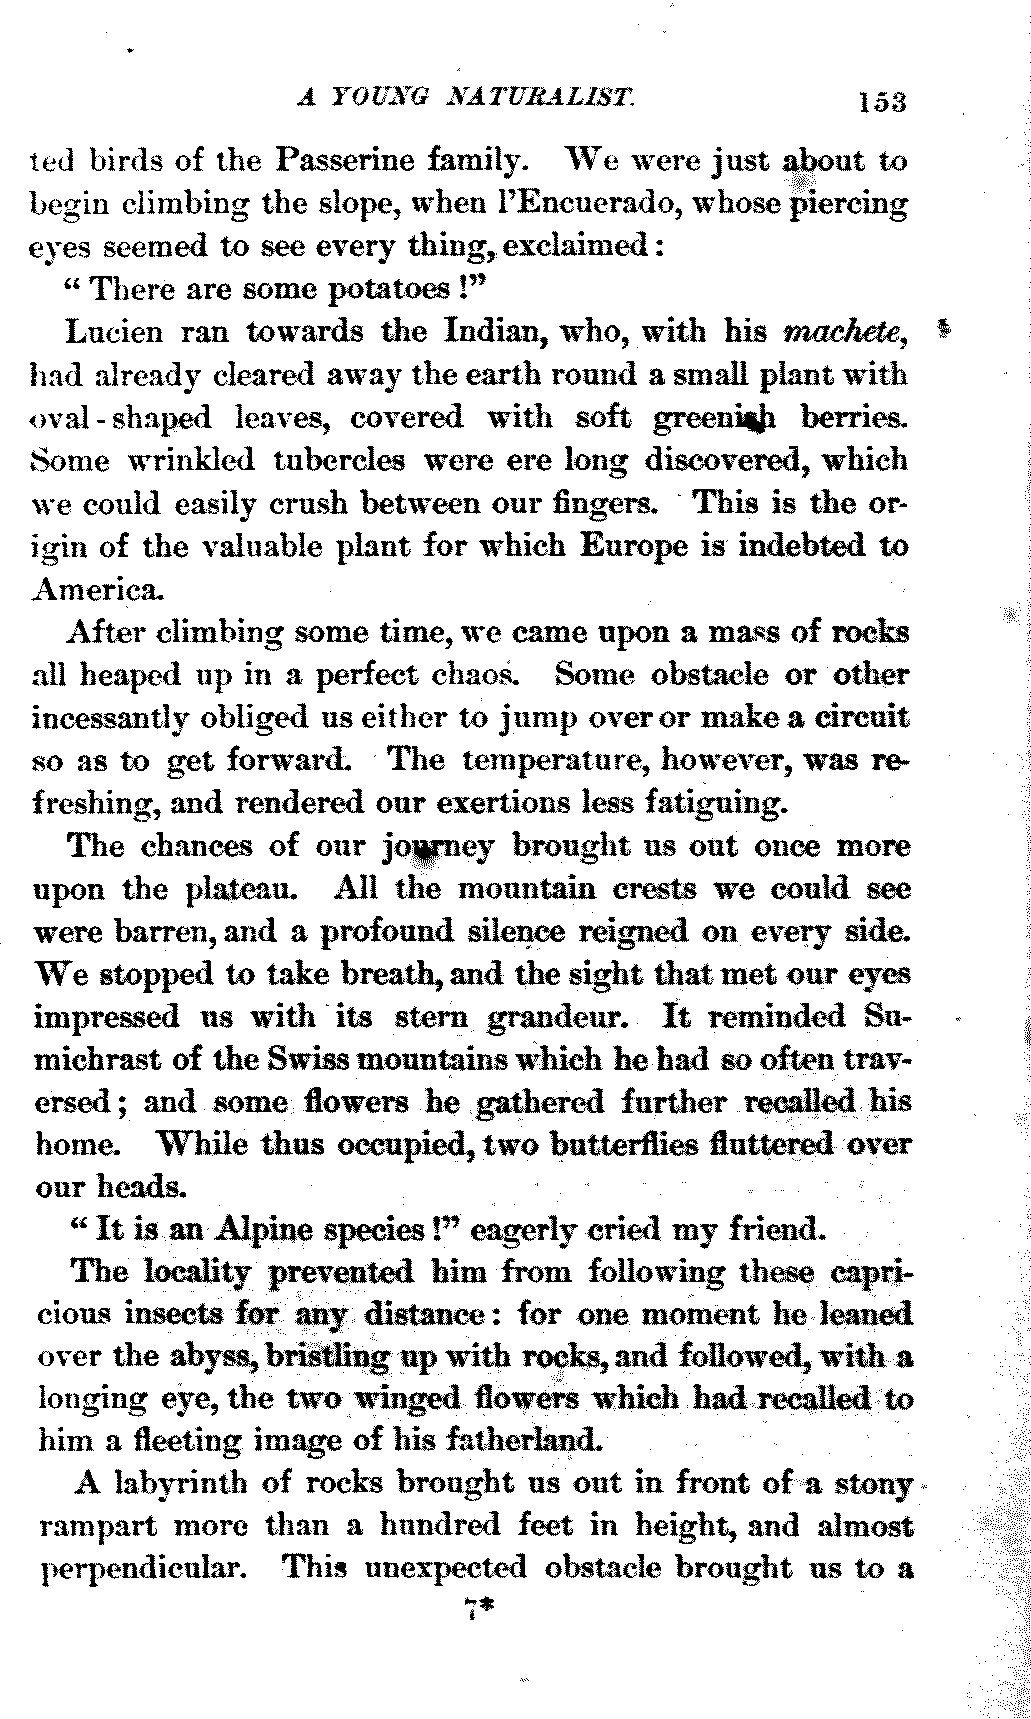 A YOUNG NATURALIST. 153
ted birds of the Passerine family. We were just about to
begin climbing the slope, when l'Encuerado, whose piercing
eyes seemed to see every thing, exclaimed:
“There are some potatoes!”
Lucien ran towards the Indian, who, with his machete,
had already cleared away the earth round a small plant with
oval-shaped leaves, covered with soft greenish berries.
Some wrinkled tubercles were ere long discovered, which
we could easily crush between our fingers. This is the or-
igin of the valuable plant for which Europe is indebted to
America.
After climbing some time, we came upon a mass of rocks
all heaped up in a perfect chaos. Some obstacle or other
incessantly obliged us either to jump over or make a circuit
so as to get forward. The temperature, however, was re-
freshing, and rendered our exertions less fatiguing.
The chances of our journey brought us out once more
upon the plateau. All the mountain crests we could see
were barren, and a profound silence reigned on every side.
We stopped to take breath, and the sight that met our eyes
impressed us with its stern grandeur. It reminded Su-
michrast of the Swiss mountains which he had so often trav-
ersed; and some flowers he gathered further recalled his
home. While thus occupied, two butterflies fluttered over
our heads.
“It is an Alpine species!” eagerly cried my friend.
The locality prevented him from following these capri-
cious insects for any distance: for one moment he leaned
over the abyss, bristling up with rocks, and followed, with a
longing eye, the two winged flowers which had recalled to
him a fleeting image of his fatherland.
A labyrinth of rocks brought us out in front of a stony
rampart more than a hundred feet in height, and almost
perpendicular. This unexpected obstacle brought us to a
7*